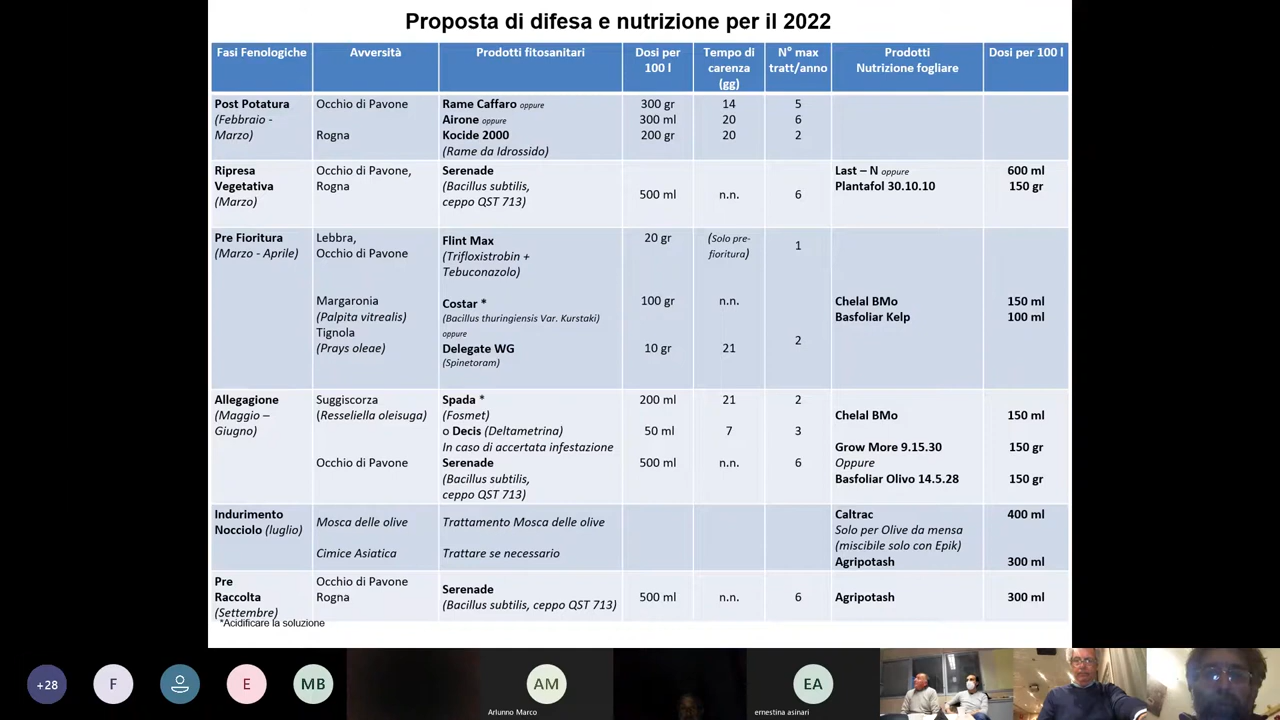 Proposta di difesa e nutrizione per il 2022
Fasi Fenologiche
Avversità
Prodotti fitosanitari
Dosi per
100 l
Tempo di
carenza
(gg)
N° max
tratt/anno
Prodotti
Nutrizione fogliare
Dosi per 100 l
Post Potatura
(Febbraio -
Marzo)
Occhio di Pavone
Rogna
Rame Caffaro oppure
Airone oppure
Kocide 2000
(Rame da Idrossido)
300 gr
300 ml
200 gr
14
20
20
5
6
2
Ripresa
Vegetativa
(Marzo)
Occhio di Pavone,
Rogna
Serenade
(Bacillus subtilis,
ceppo QST 713)
500 ml
n.n.
6
Last – N oppure
Plantafol 30.10.10
600 ml
150 gr
Pre Fioritura
(Marzo - Aprile)
Lebbra,
Occhio di Pavone
Margaronia
(Palpita vitrealis)
Tignola
(Prays oleae)
Flint Max
(Trifloxistrobin +
Tebuconazolo)
Costar *
(Bacillus thuringiensis Var. Kurstaki)
oppure
Delegate WG
(Spinetoram)
20 gr
100 gr
10 gr
(Solo pre-
fioritura)
n.n.
21
1
2
Chelal BMo
Basfoliar Kelp
150 ml
100 ml
Allegagione
(Maggio –
Giugno)
Suggiscorza
(Resseliella oleisuga)
Occhio di Pavone
Spada *
(Fosmet)
o Decis (Deltametrina)
In caso di accertata infestazione
Serenade
(Bacillus subtilis,
ceppo QST 713)
200 ml
50 ml
500 ml
21
7
n.n.
2
3
6
Chelal BMo
Grow More 9.15.30
Oppure
Basfoliar Olivo 14.5.28
150 ml
150 gr
150 gr
Indurimento
Nocciolo (luglio)
Mosca delle olive
Cimice Asiatica
Trattamento Mosca delle olive
Trattare se necessario
Caltrac
Solo per Olive da mensa
(miscibile solo con Epik)
Agripotash
400 ml
300 ml
Pre
Raccolta
(Settembre)
Occhio di Pavone
Rogna
Serenade
(Bacillus subtilis, ceppo QST 713)
500 ml
n.n.
6
Agripotash
300 ml
*Acidificare la soluzione
+28
F
E
MB
AM
Arlunno Marco
EA
ernestina asinari